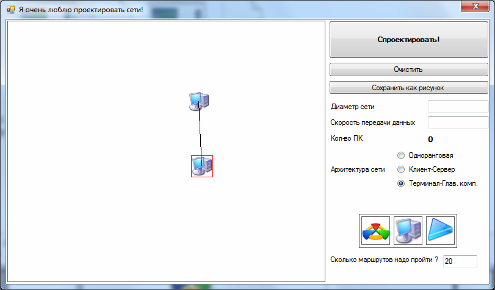 Я очень люблю проектировать сети!
Спроектировать!
Очистить
Сохранить как рисунок
Диаметр сети
Скорость передачи данных
Кол-во ПК 0
Одноранговая
Архитектура сети Клиент-Сервер
Терминал-Глав. комп.
Сколько маршрутов надо пройти ? 20